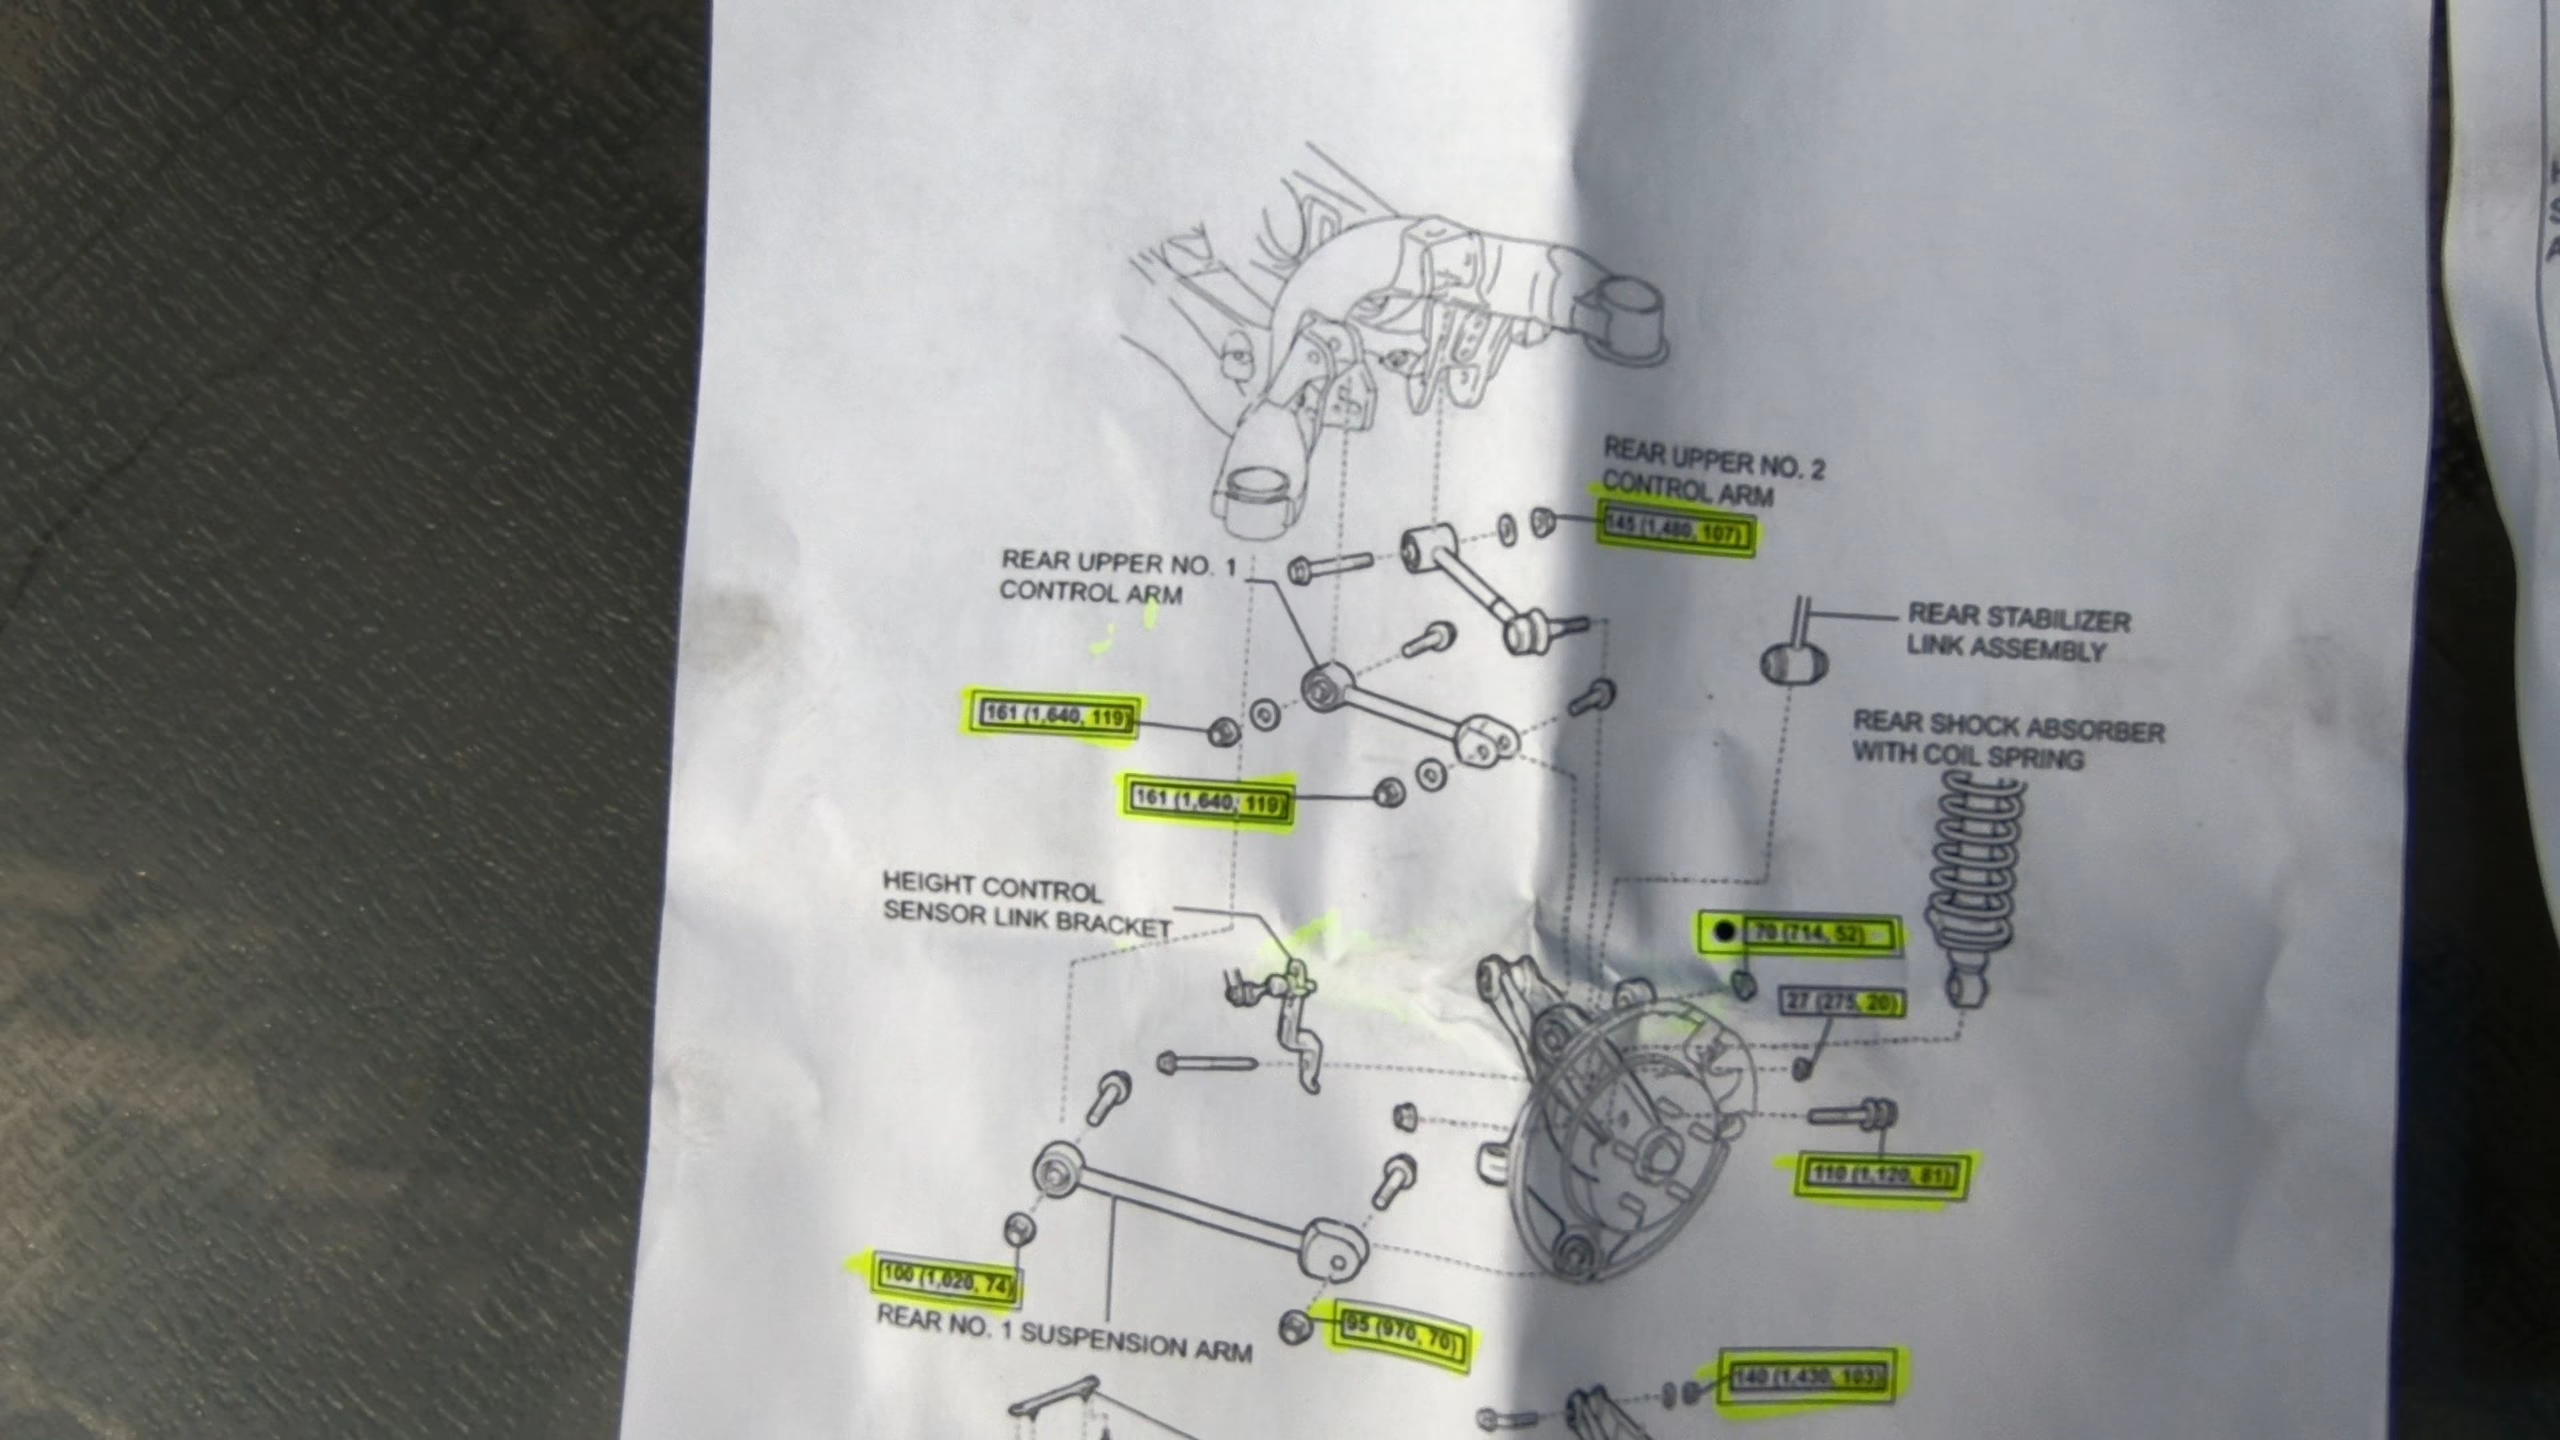 REAR UPPER NO. 2
CONTROL ARM
145 (1,480, 107)
REAR UPPER NO. 1
CONTROL ARM
REAR STABILIZER
LINK ASSEMBLY
161 (1,640, 119)
REAR SHOCK ABSORBER
WITH COIL SPRING
161 (1,640, 119)
HEIGHT CONTROL
SENSOR LINK BRACKET
70 (714, 52)
27 (275, 20)
110 (1,120, 81)
100 (1,020, 74)
REAR NO. 1 SUSPENSION ARM
95 (970, 70)
140 (1,430, 103)